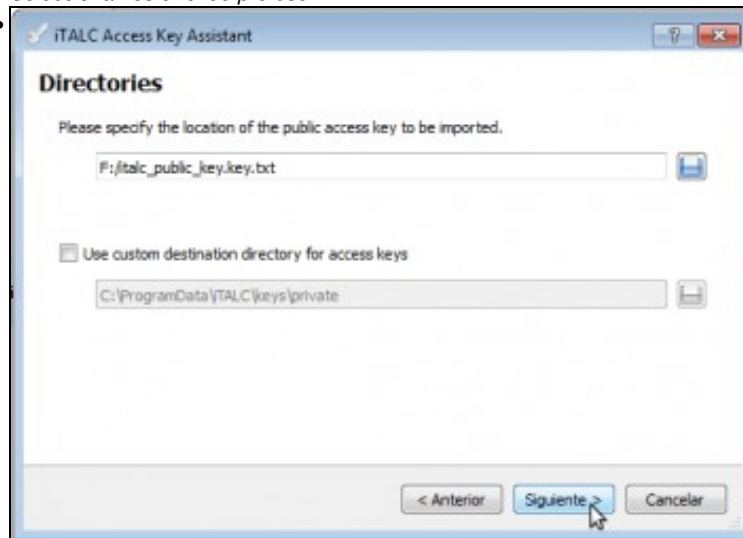 iTALC Access Key Assistant
Directories
Please specify the location of the public access key to be imported.
F:/italc_public_key.key.txt
Use custom destination directory for access keys
C:\ProgramData\iTALC\keys\private
< Anterior Siguiente > Cancelar